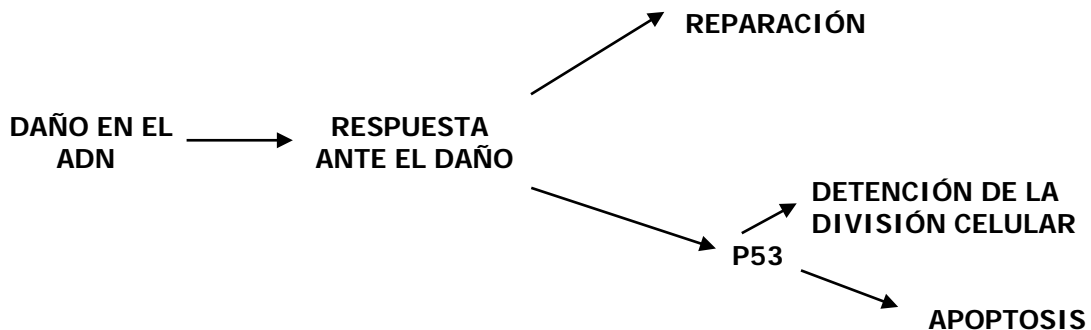 REPARACIÓN
DAÑO EN EL
ADN
RESPUESTA
ANTE EL DAÑO
DETENCIÓN DE LA
DIVISIÓN CELULAR
P53
APOPTOSIS